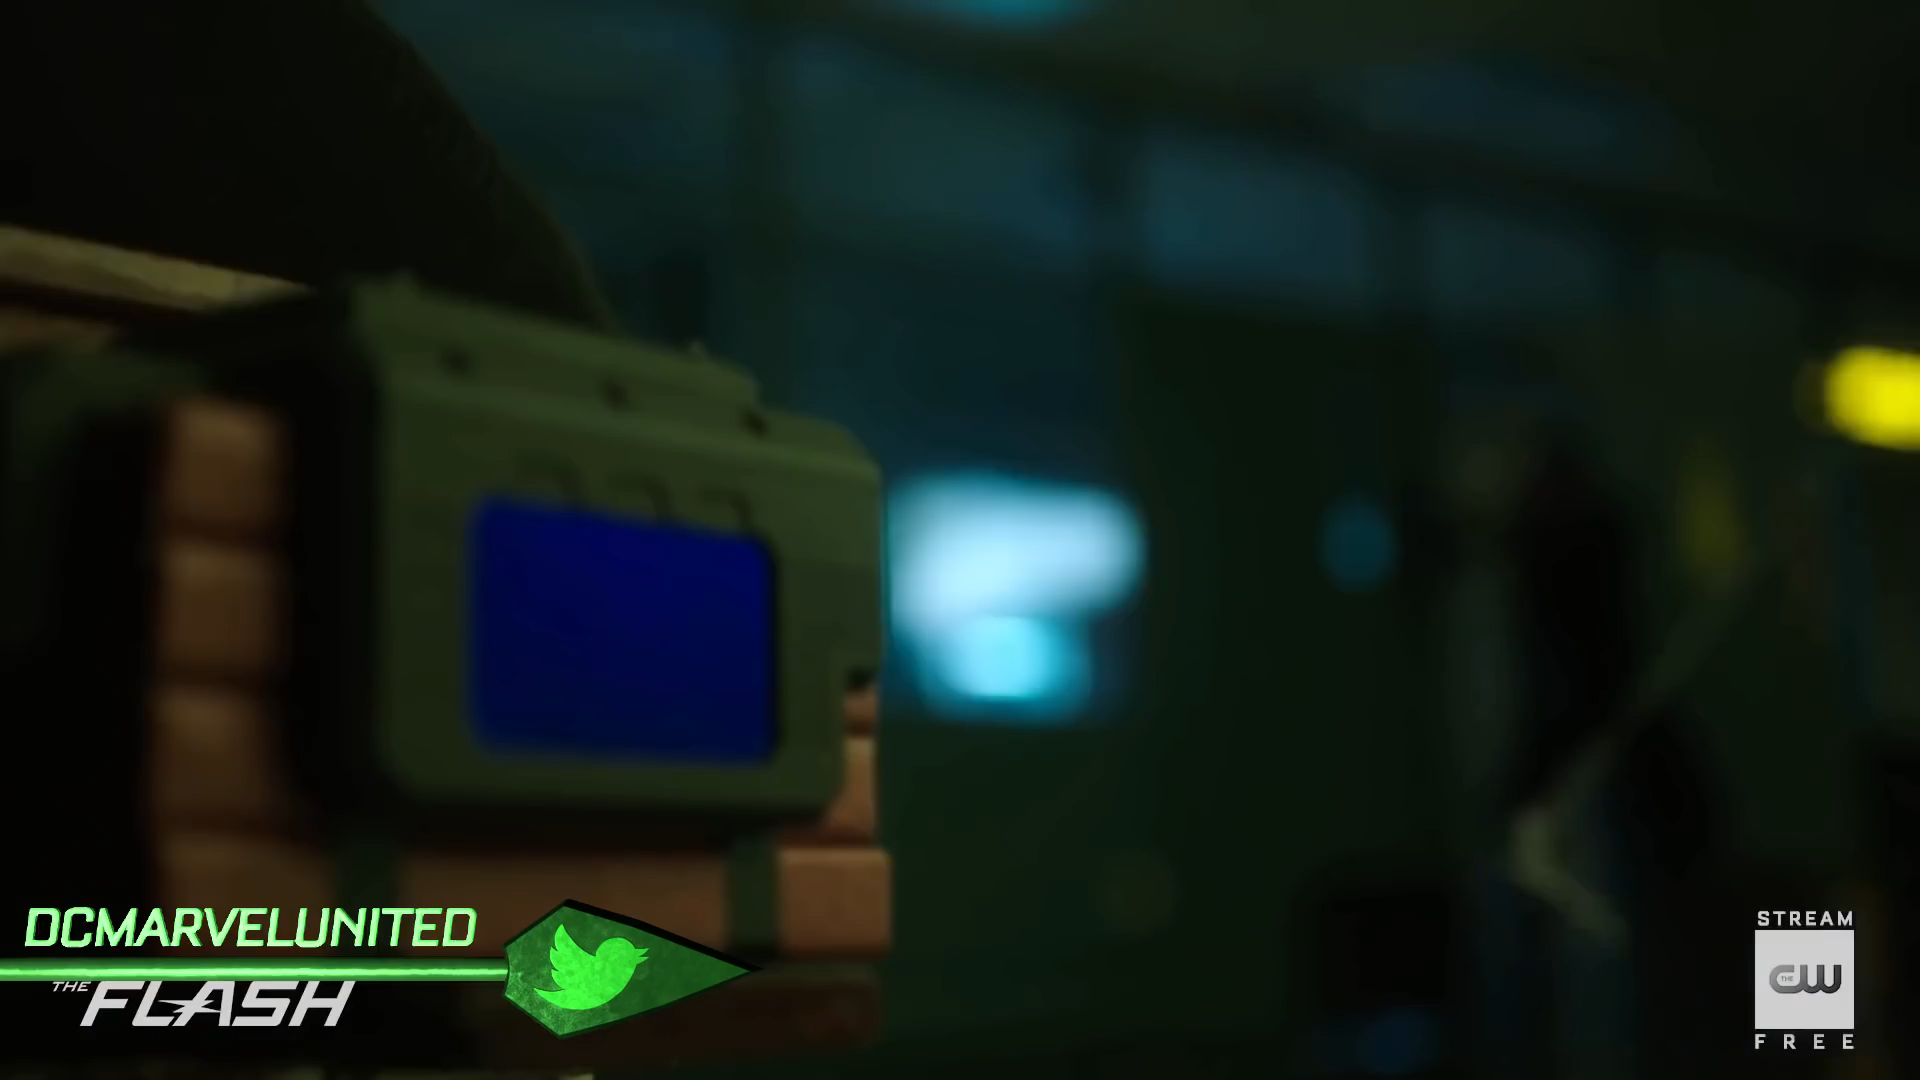 DCMARVELUNITED
THE
FLASH
STREAM
THE
CW
FREE